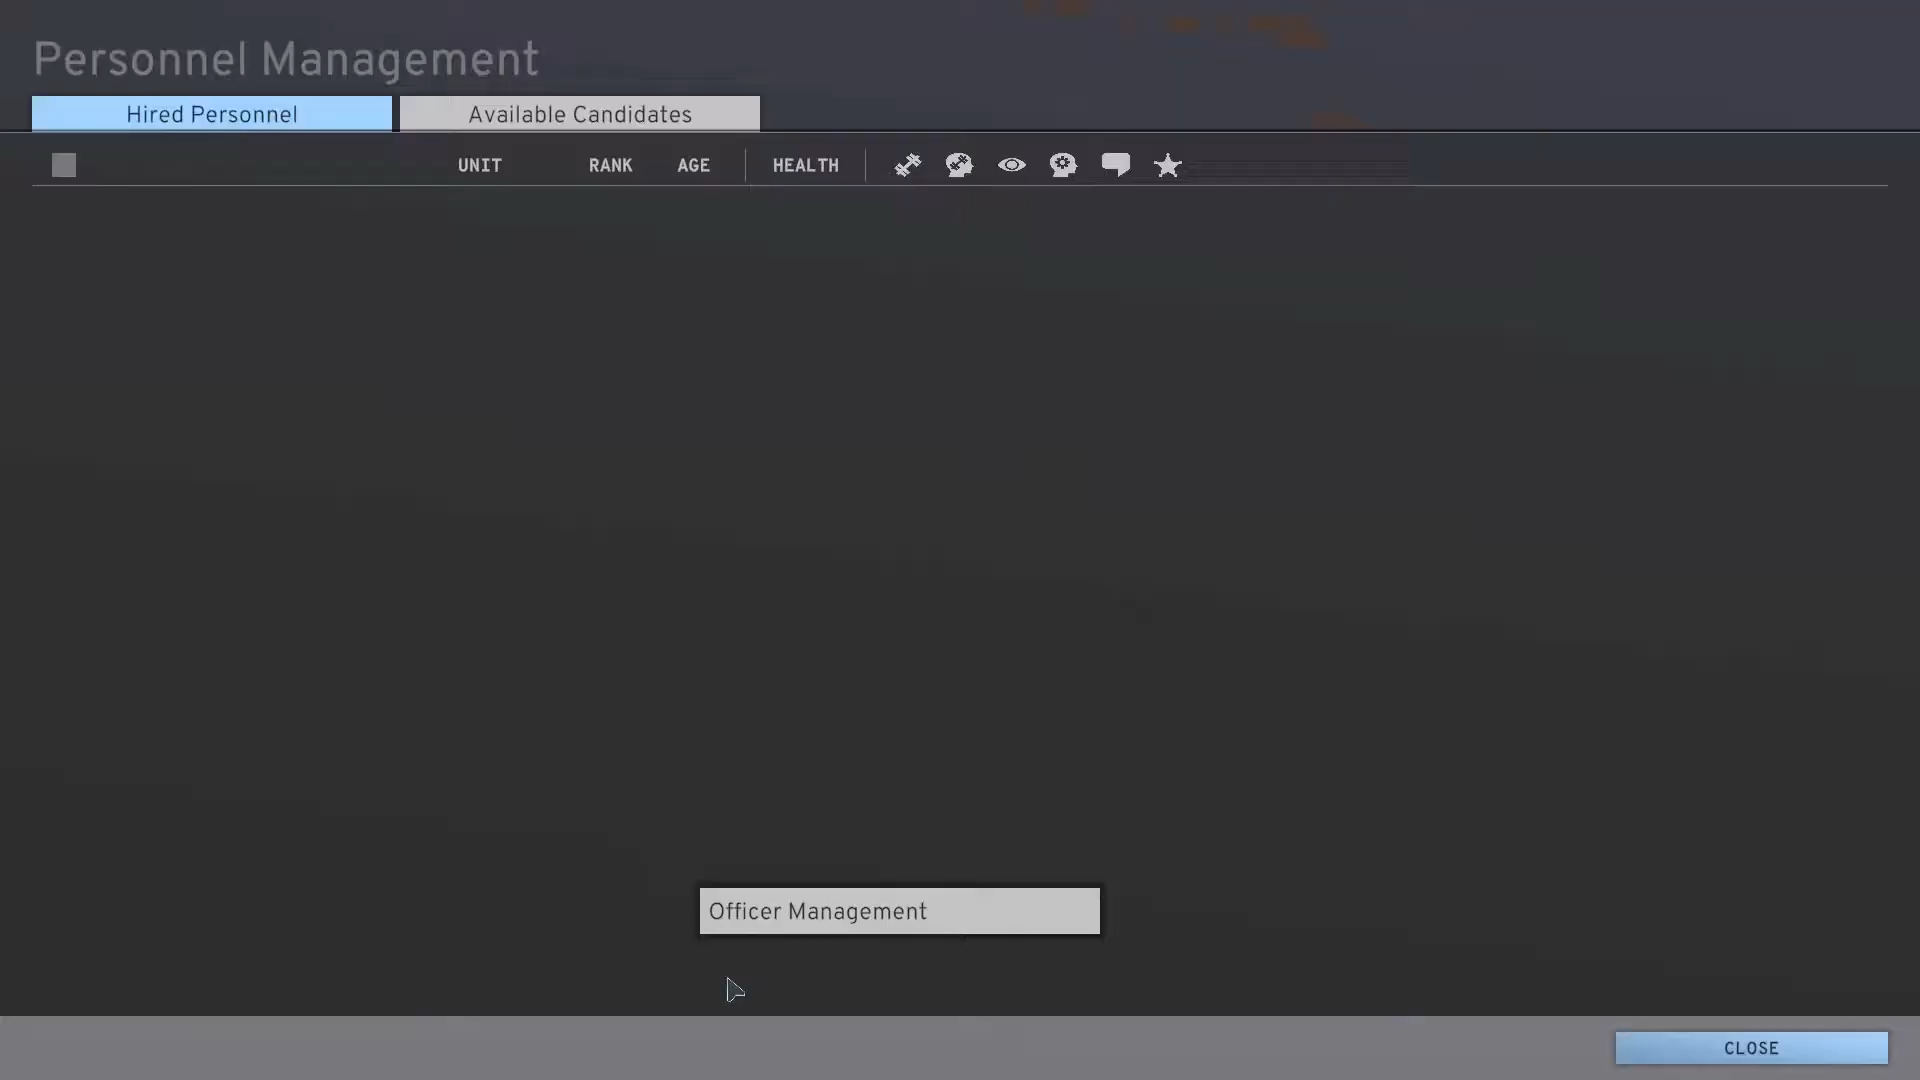 Personnel Management
Hired Personnel
Available Candidates
UNIT RANK AGE HEALTH
Officer Management
CLOSE